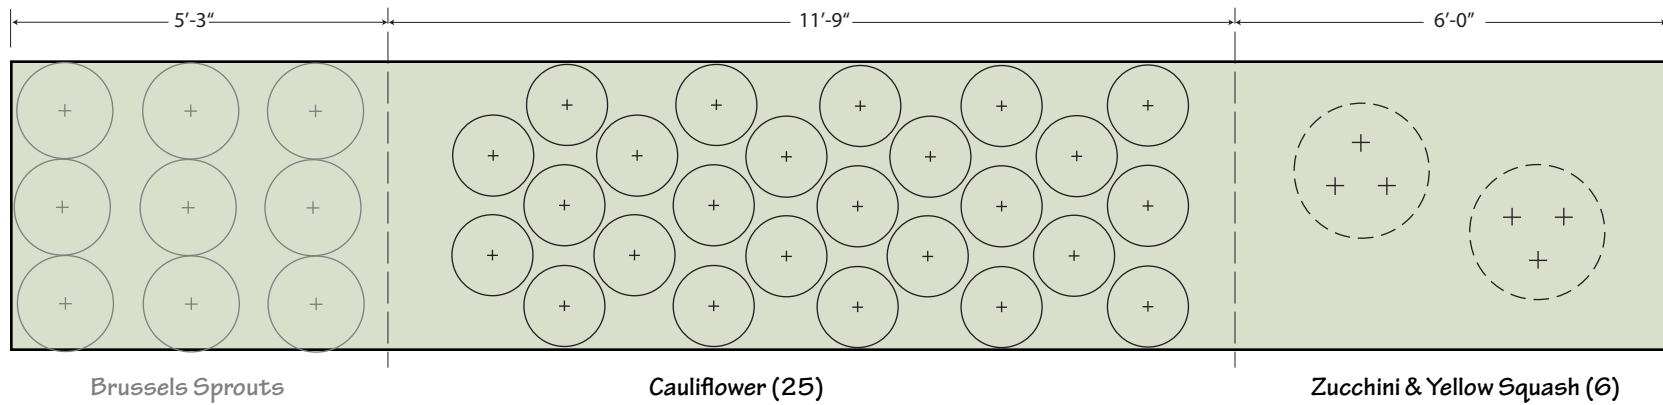 5’-3“ 11’-9“ 6’-0”
Brussels Sprouts Cauliflower (25) Zucchini & Yellow Squash (6)